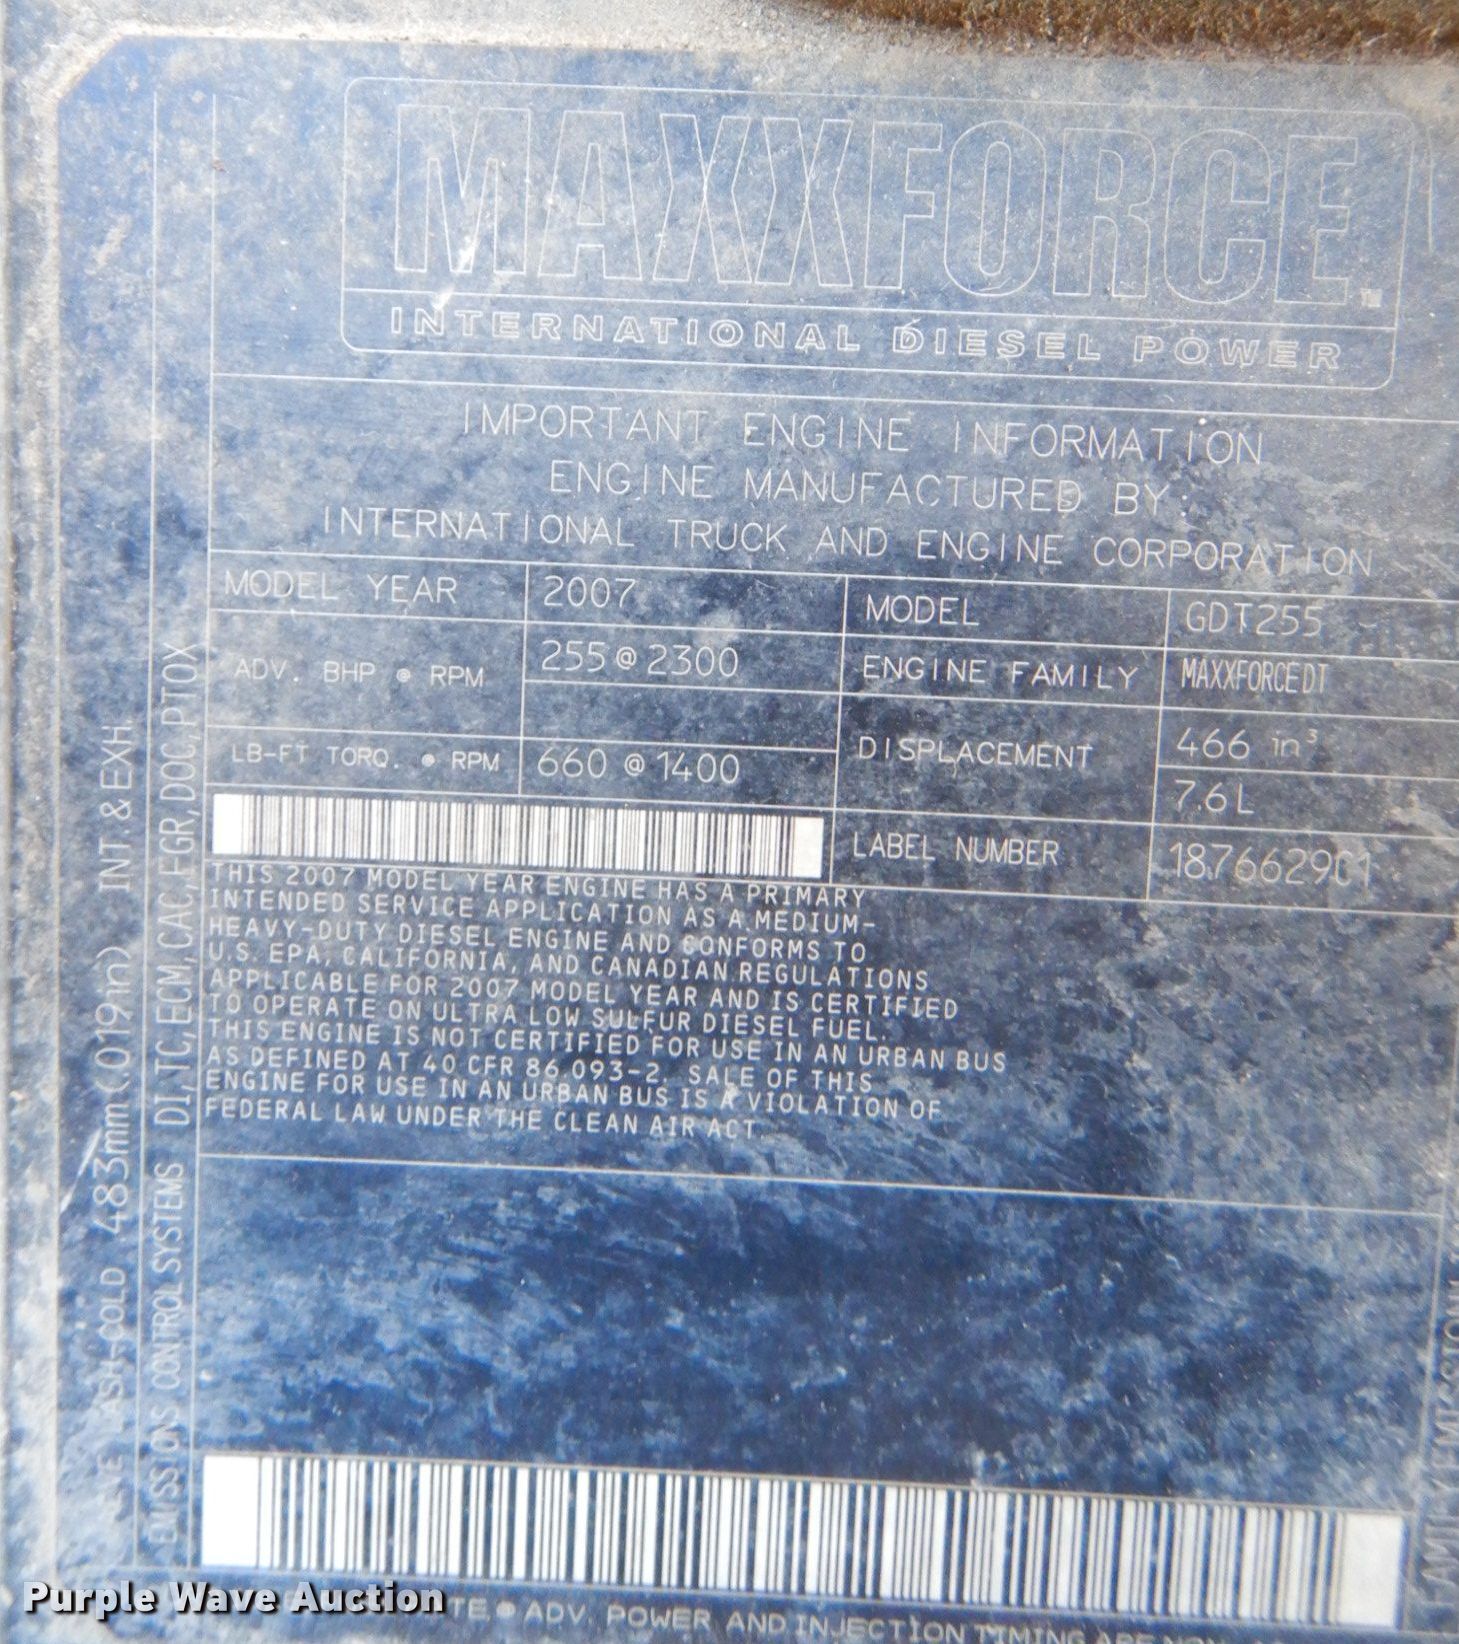 MAXXFORCE™
INTERNATIONAL DIESEL POWER
IMPORTANT ENGINE INFORMATION
ENGINE MANUFACTURED BY:
INTERNATIONAL TRUCK AND ENGINE CORPORATION
MODEL YEAR 2007
ADV. BHP @ RPM 255@2300
LB-FT TORQ. @ RPM 660@1400
MODEL GDT255
ENGINE FAMILY MAXXFORCEDT
DISPLACEMENT 466 in³
7.6L
LABEL NUMBER 1876629C1
THIS 2007 MODEL YEAR ENGINE HAS A PRIMARY
INTENDED SERVICE APPLICATION AS A MEDIUM-
HEAVY-DUTY DIESEL ENGINE AND CONFORMS TO
U.S. EPA, CALIFORNIA, AND CANADIAN REGULATIONS
APPLICABLE FOR 2007 MODEL YEAR AND IS CERTIFIED
TO OPERATE ON ULTRA LOW SULFUR DIESEL FUEL.
THIS ENGINE IS NOT CERTIFIED FOR USE IN AN URBAN BUS
AS DEFINED AT 40 CFR 86.093-2. SALE OF THIS
ENGINE FOR USE IN AN URBAN BUS IS A VIOLATION OF
FEDERAL LAW UNDER THE CLEAN AIR ACT.
LASH-COLD 483mm(.019in) INT.&EXH.
EMISSIONS CONTROL SYSTEMS DI,TC,ECM,CAC,EGR,DOC,PTOX
ADV. POWER AND INJECTION TIMING ARE
Purple Wave Auction